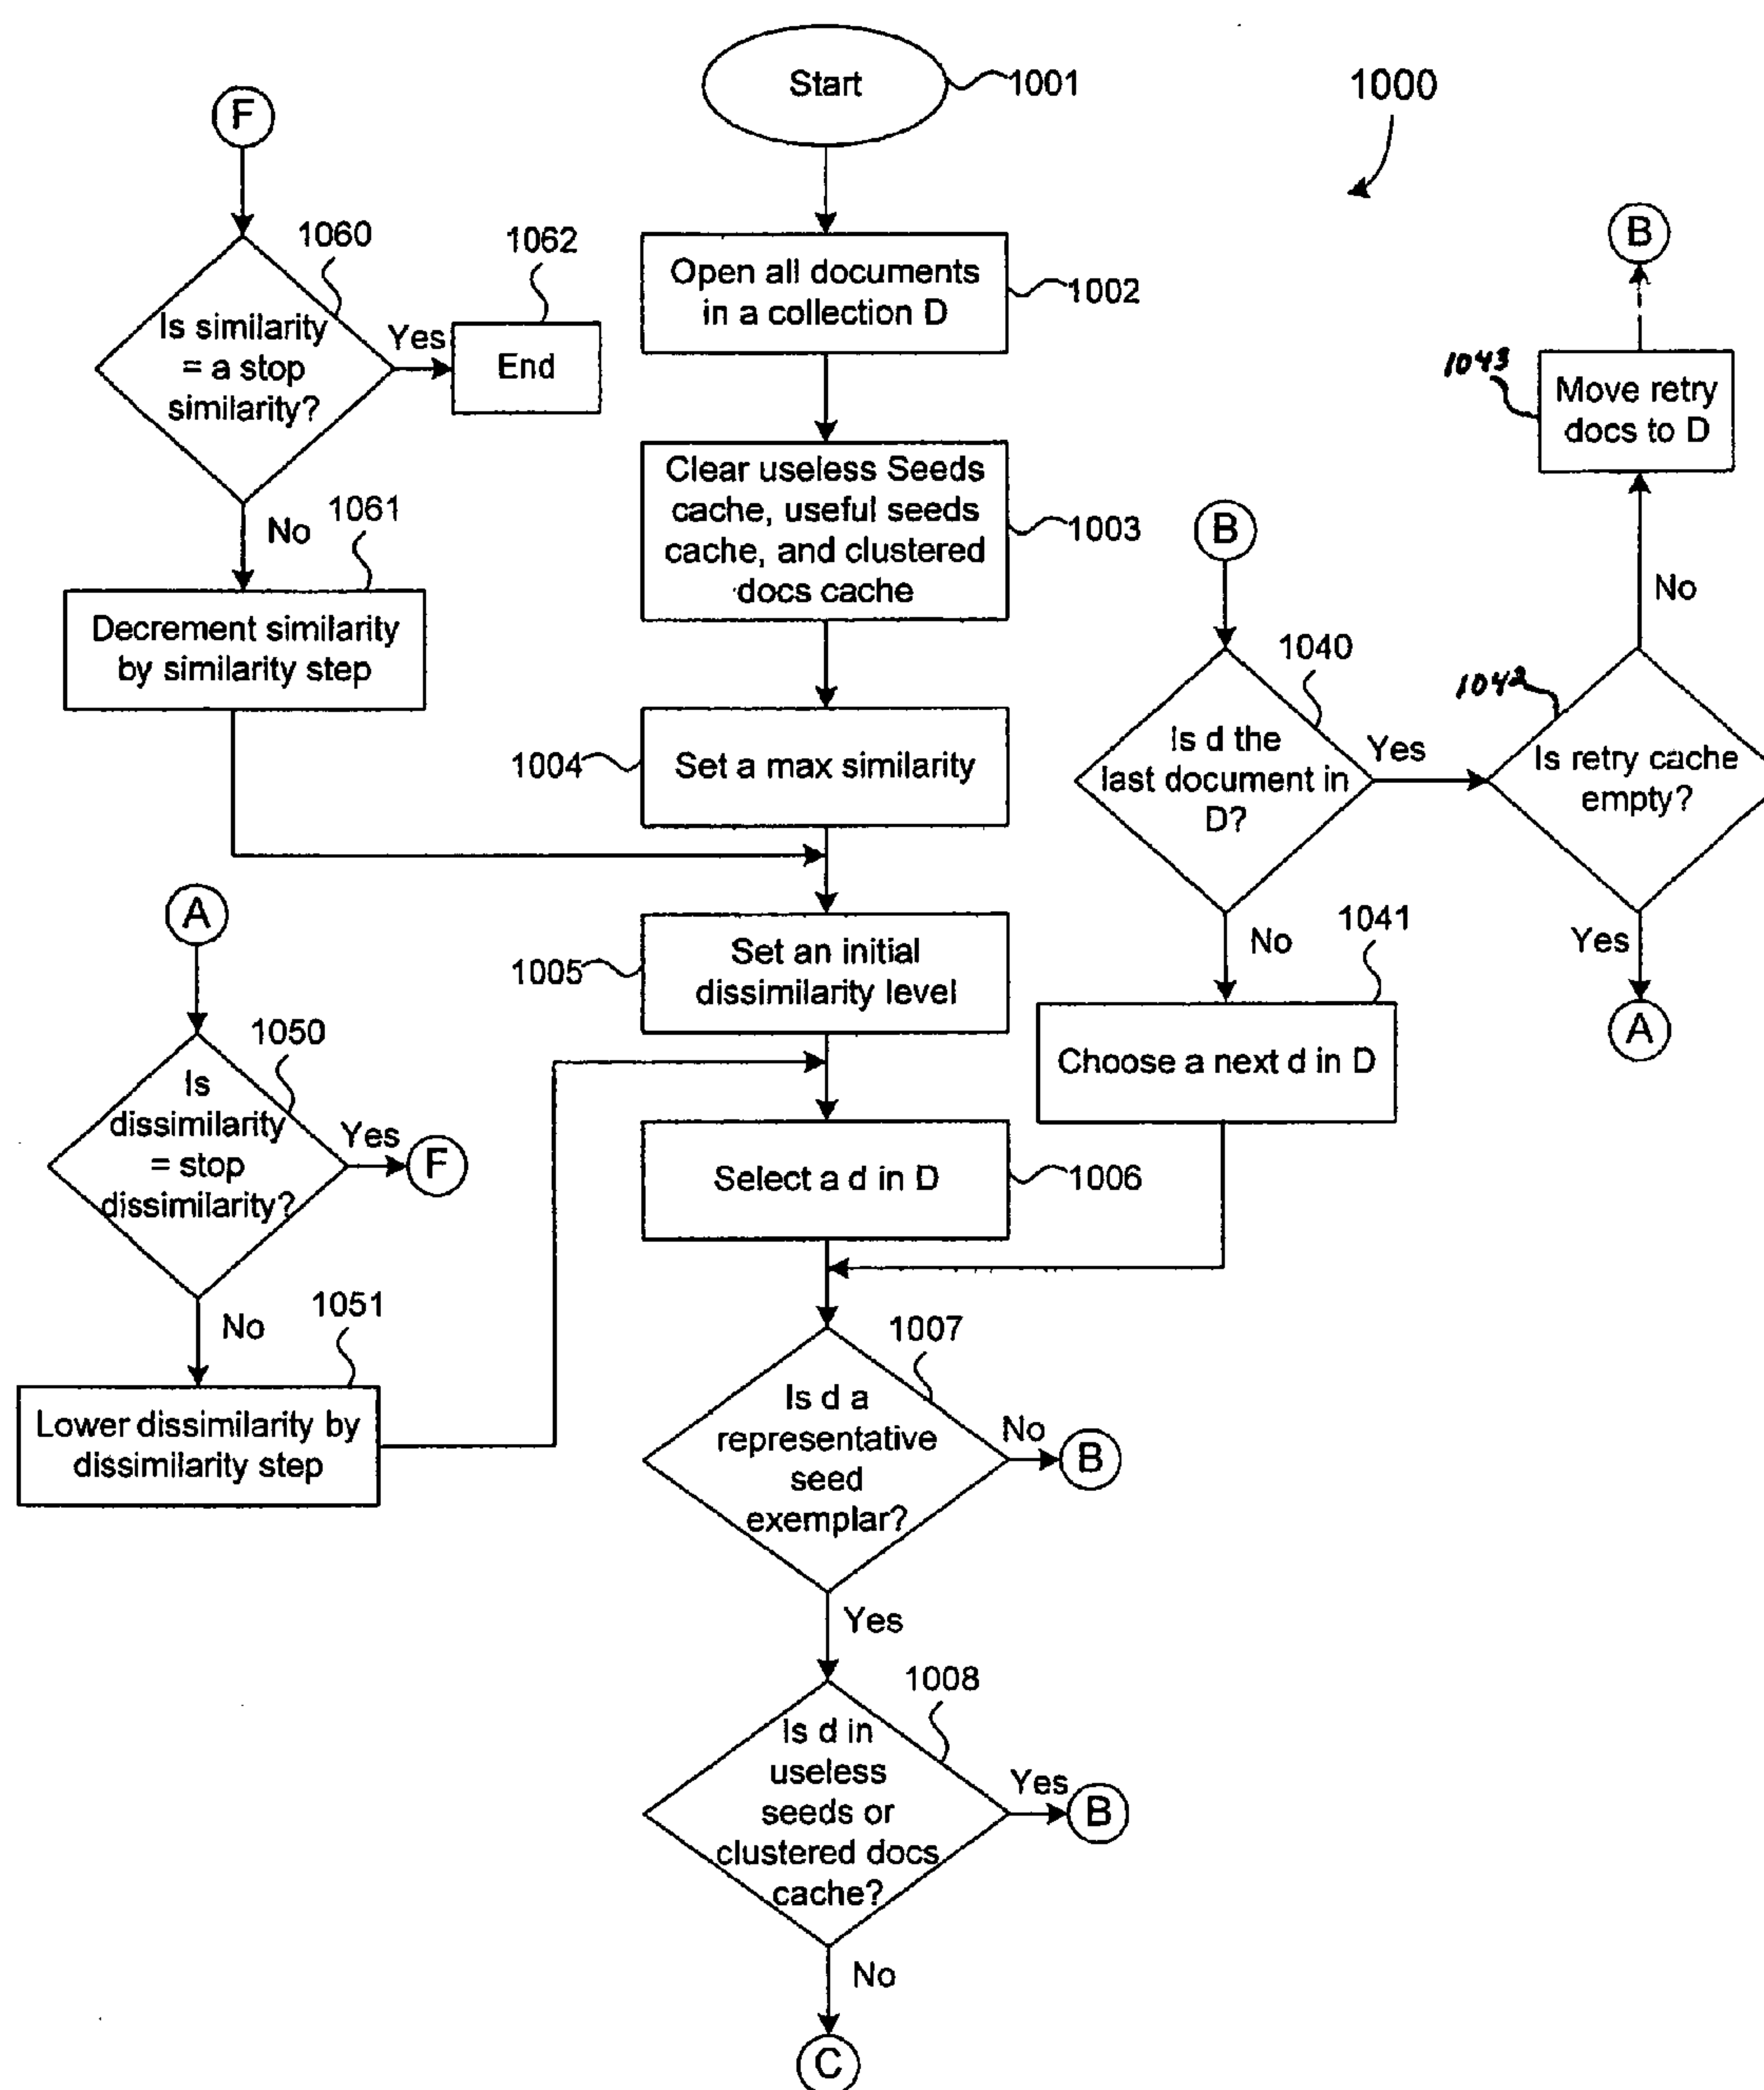 Start
1001
1000
F
B
1060
1062
Is similarity
= a stop
similarity?
Yes
End
No
Open all documents
in a collection D
1002
1043
Move retry
docs to D
No
1061
Decrement similarity
by similarity step
Clear useless Seeds
cache, useful seeds
cache, and clustered
docs cache
1003
B
1040
1042
Is d the
last document in
D?
Yes
Is retry cache
empty?
1004
Set a max similarity
No
Yes
A
A
1005
Set an initial
dissimilarity level
1041
Choose a next d in D
1050
Is
dissimilarity
= stop
dissimilarity?
Yes
F
No
Select a d in D
1006
1051
Lower dissimilarity by
dissimilarity step
1007
Is d a
representative
seed
exemplar?
No
B
Yes
1008
Is d in
useless
seeds or
clustered docs
cache?
Yes
B
No
C